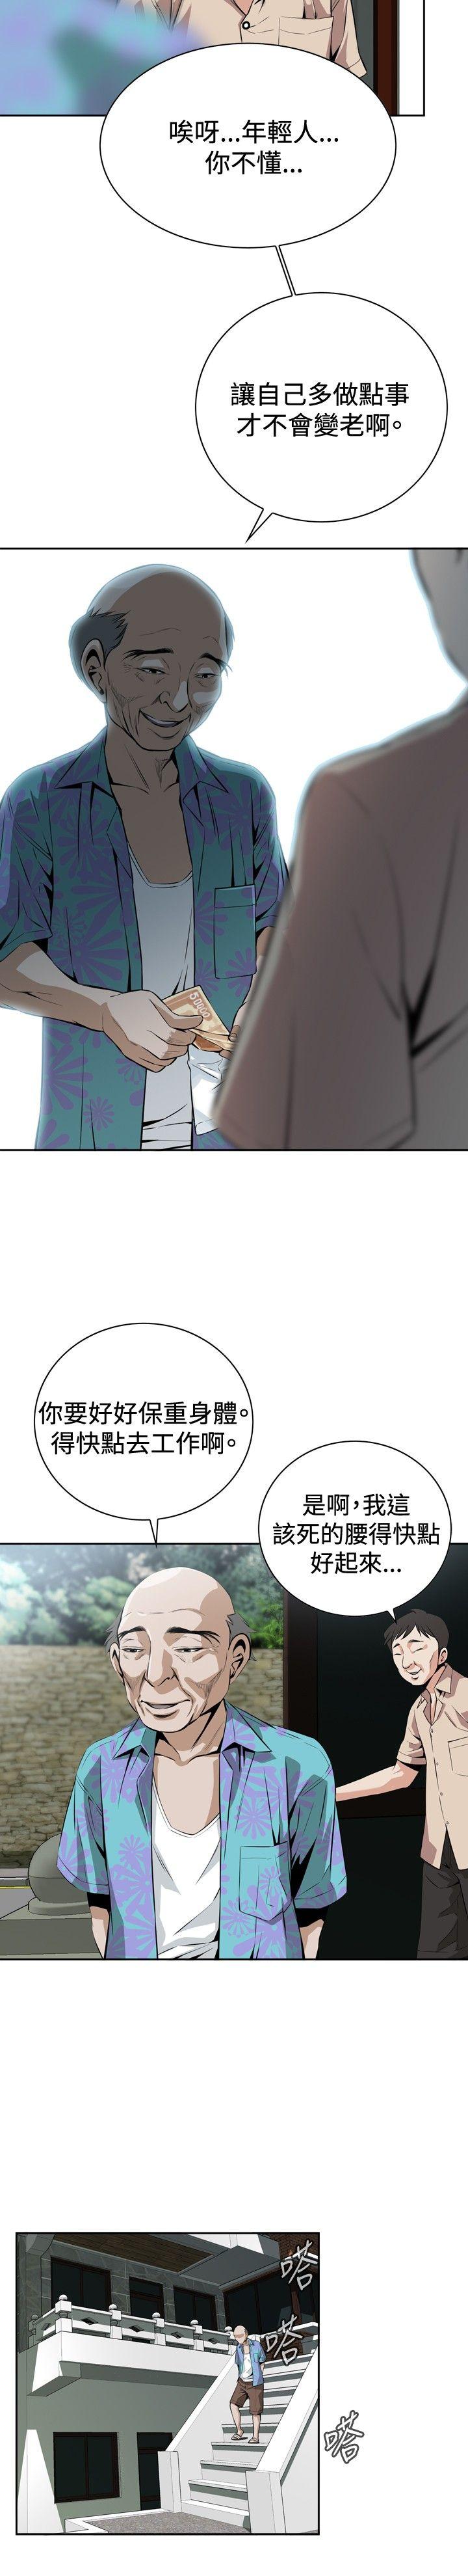 唉呀...年輕人...
你不懂...
讓自己多做點事
才不會變老啊。
你要好好保重身體。
得快點去工作啊。
是啊，我這
該死的腰得快點
好起來...
嗒
嗒
嗒